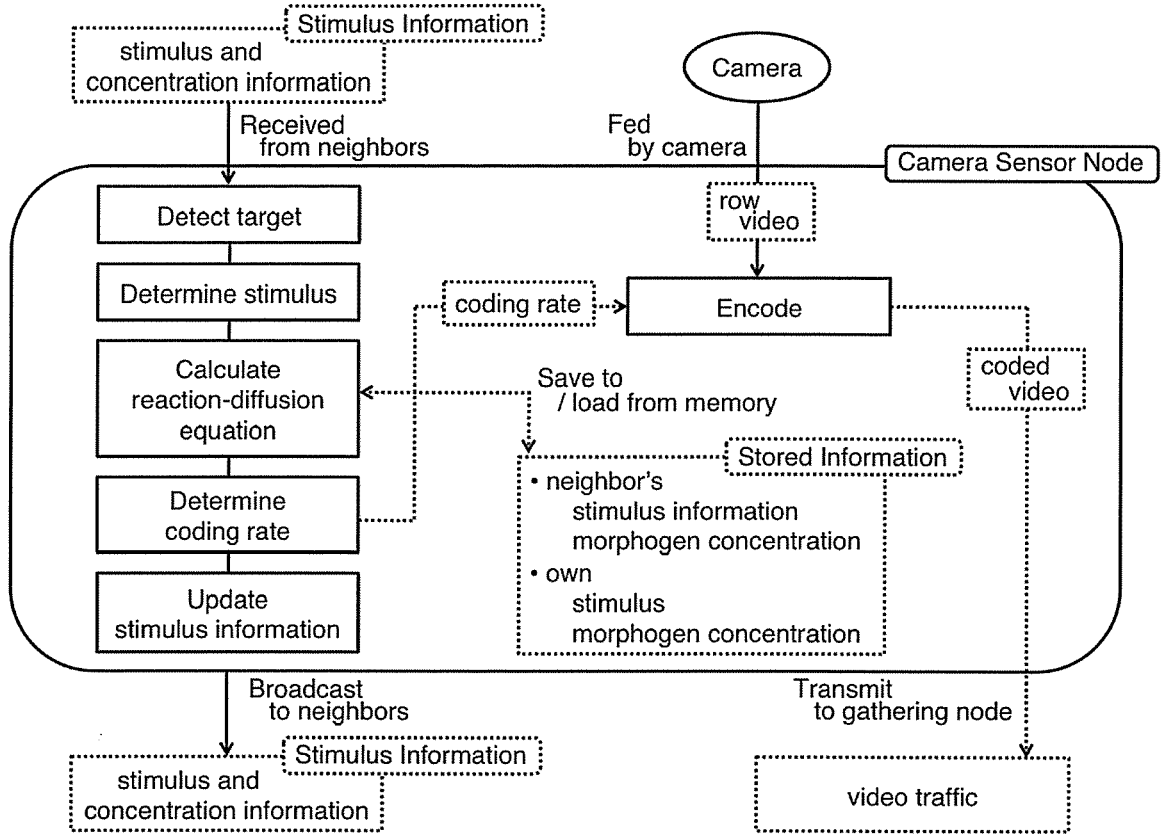 Stimulus Information
stimulus and
concentration information
Camera
Received
from neighbors
Fed
by camera
Camera Sensor Node
Detect target
row
video
Determine stimulus
coding rate
Encode
Calculate
reaction-diffusion
equation
Save to
/ load from memory
coded
video
Stored Information
• neighbor's
stimulus information
morphogen concentration
• own
stimulus
morphogen concentration
Determine
coding rate
Update
stimulus information
Broadcast
to neighbors
Transmit
to gathering node
Stimulus Information
stimulus and
concentration information
video traffic